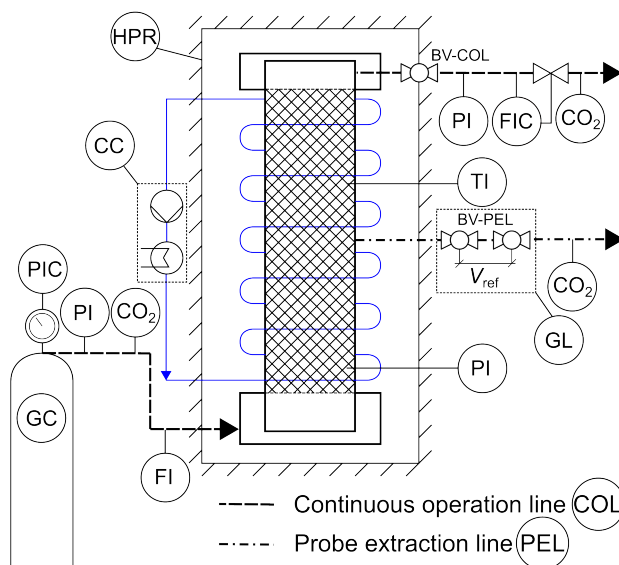 HPR
BV-COL
PI
FIC
CO₂
CC
TI
BV-PEL
V_ref
CO₂
GL
PIC
PI
CO₂
PI
GC
FI
Continuous operation line COL
Probe extraction line PEL